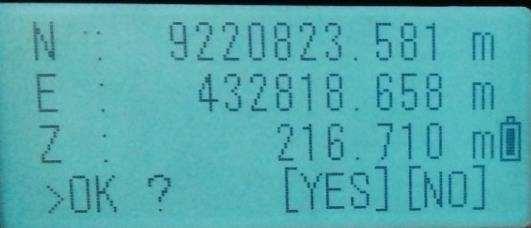 N : 9220823.581 m
E : 432818.658 m
Z : 216.710 m
>OK ? [YES][NO]